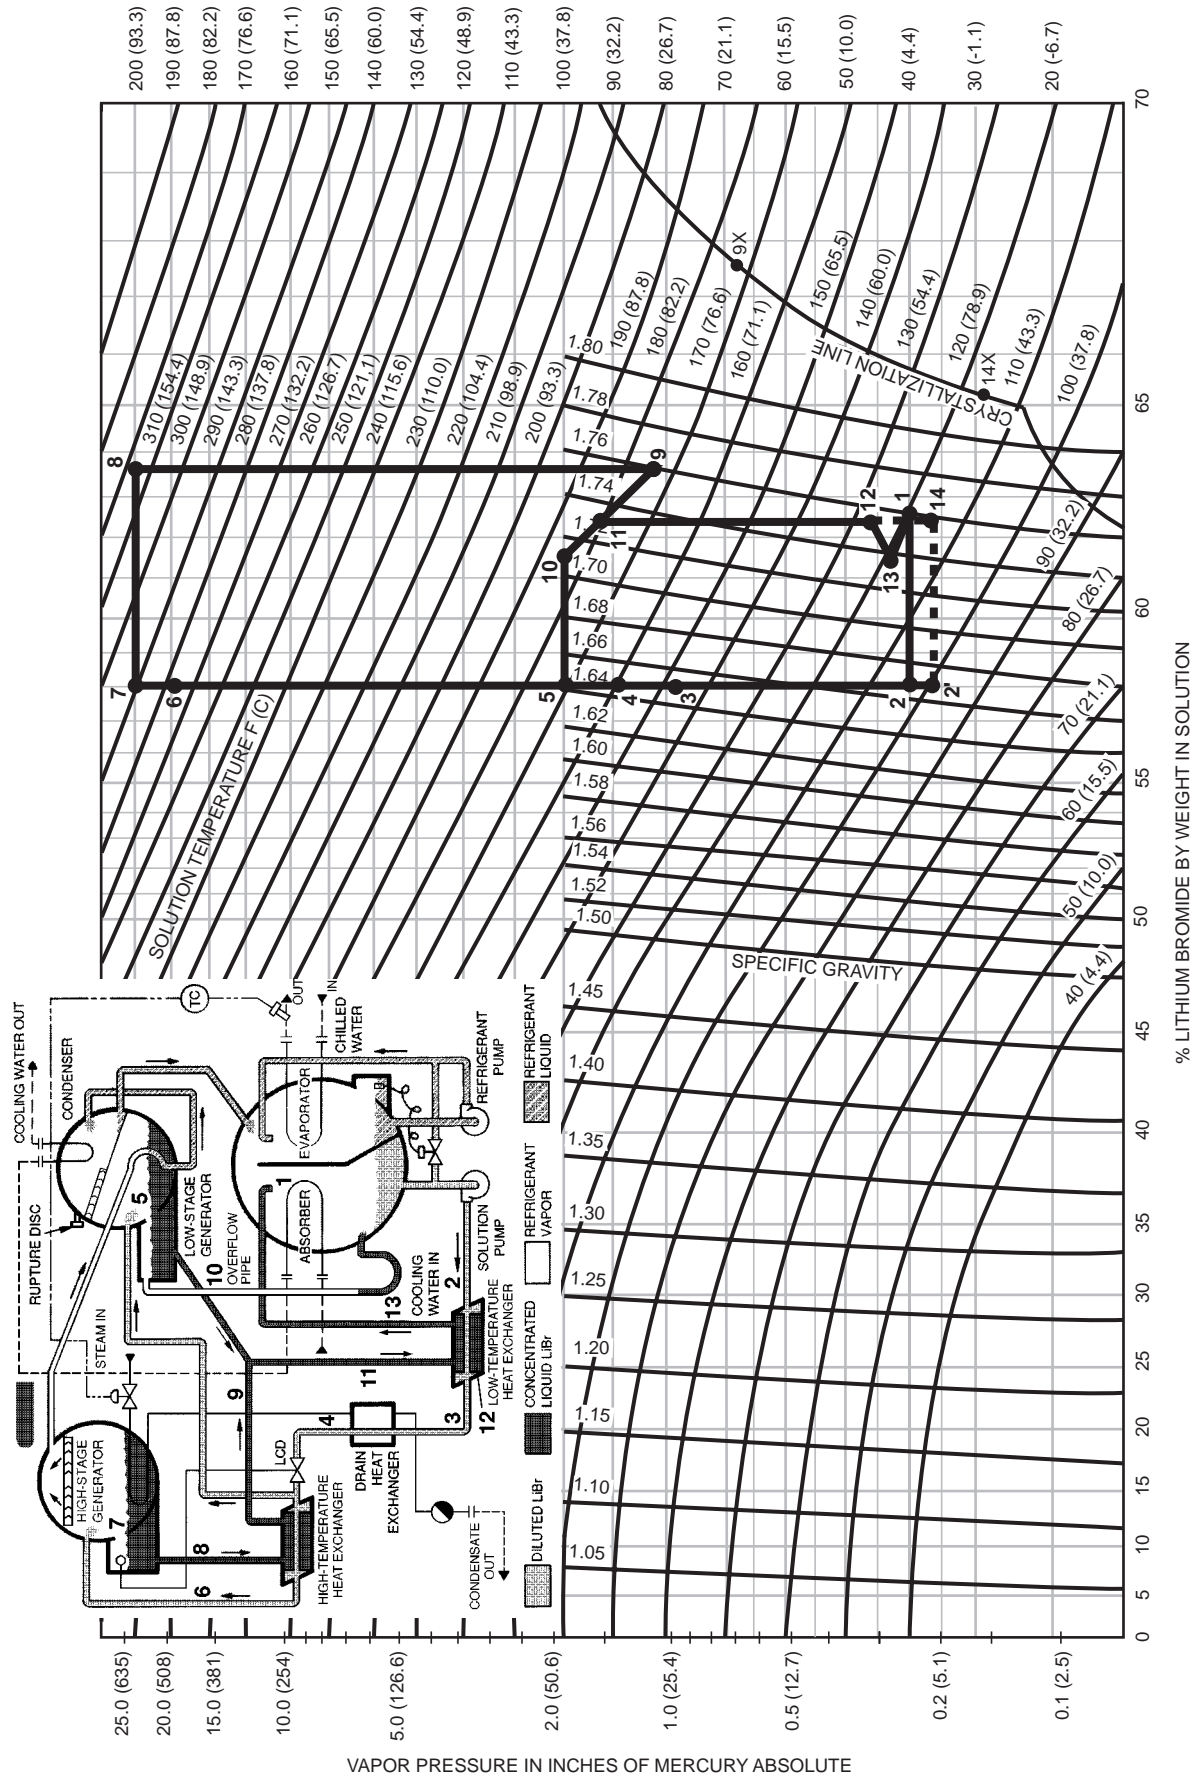 200 (93.3)
190 (87.8)
180 (82.2)
170 (76.6)
160 (71.1)
150 (65.5)
140 (60.0)
130 (54.4)
120 (48.9)
110 (43.3)
100 (37.8)
90 (32.2)
80 (26.7)
70 (21.1)
60 (15.5)
50 (10.0)
40 (4.4)
30 (-1.1)
20 (-6.7)
SOLUTION TEMPERATURE F (C)
310 (154.4)
300 (148.9)
290 (143.3)
280 (137.8)
270 (132.2)
260 (126.7)
250 (121.1)
240 (115.6)
230 (110.0)
220 (104.4)
210 (98.9)
200 (93.3)
190 (87.8)
180 (82.2)
170 (76.6)
160 (71.1)
150 (65.5)
140 (60.0)
130 (54.4)
120 (78.9)
110 (43.3)
100 (37.8)
90 (32.2)
80 (26.7)
70 (21.1)
60 (15.5)
50 (10.0)
40 (4.4)
CRYSTALLIZATION LINE
9X
14X
8
7
6
5
10
11
9
4
3
2
2'
12
13
1
14
1.80
1.78
1.76
1.74
1.70
1.68
1.66
1.64
1.62
1.60
1.58
1.56
1.54
1.52
1.50
SPECIFIC GRAVITY
1.45
1.40
1.35
1.30
1.25
1.20
1.15
1.10
1.05
COOLING WATER OUT
CONDENSER
TC
OUT
IN
CHILLED
WATER
RUPTURE DISC
5
LOW-STAGE
GENERATOR
10
OVERFLOW
PIPE
EVAPORATOR
1
ABSORBER
REFRIGERANT
PUMP
SOLUTION
PUMP
STEAM IN
13
COOLING
WATER IN
2
LOW-TEMPERATURE
HEAT EXCHANGER
9
11
12
3
4
LCD
DRAIN
HEAT
EXCHANGER
HIGH-STAGE
GENERATOR
7
8
6
HIGH-TEMPERATURE
HEAT EXCHANGER
CONDENSATE
OUT
DILUTED LiBr
CONCENTRATED
LIQUID LiBr
REFRIGERANT
VAPOR
REFRIGERANT
LIQUID
0
5
10
15
20
25
30
35
40
45
50
55
60
65
70
% LITHIUM BROMIDE BY WEIGHT IN SOLUTION
25.0 (635)
20.0 (508)
15.0 (381)
10.0 (254)
5.0 (126.6)
2.0 (50.6)
1.0 (25.4)
0.5 (12.7)
0.2 (5.1)
0.1 (2.5)
VAPOR PRESSURE IN INCHES OF MERCURY ABSOLUTE